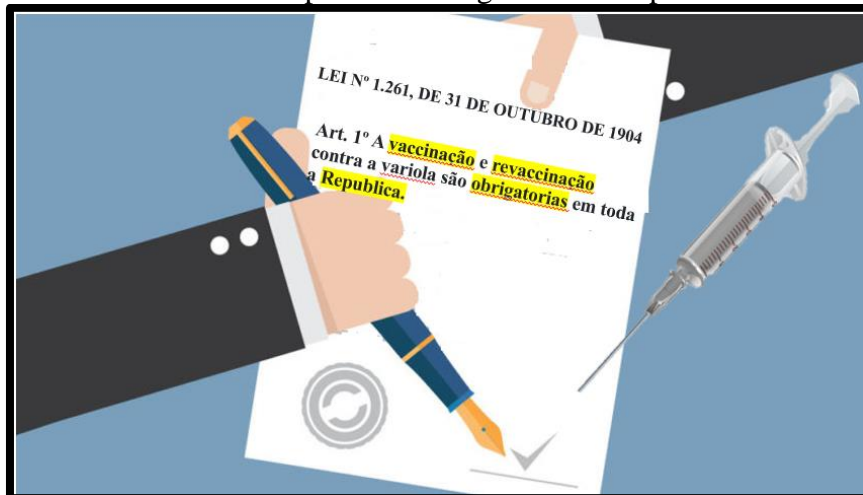 LEI Nº 1.261, DE 31 DE OUTUBRO DE 1904
Art. 1º A vaccinação e revaccinação
contra a variola são obrigatorias em toda
a Republica.